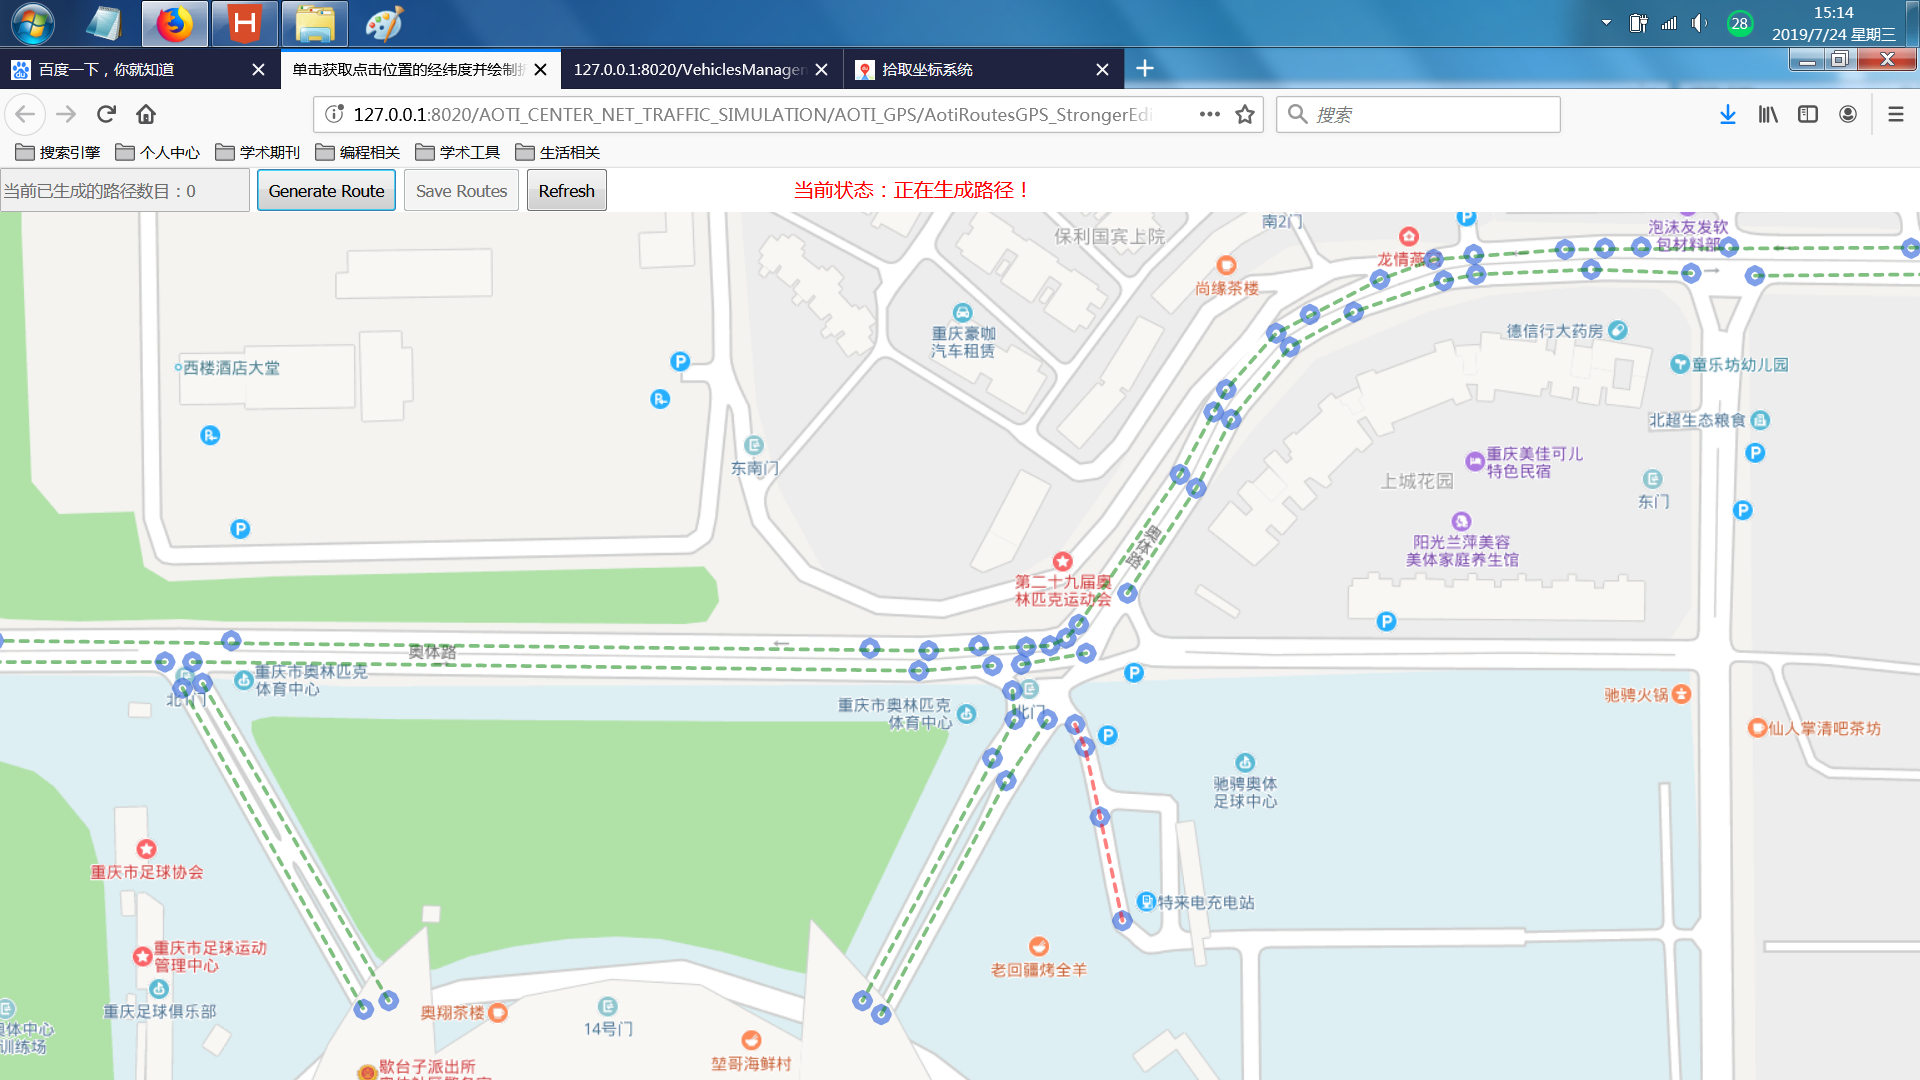 28
15:14
2019/7/24 星期三
百度一下，你就知道
单击获取点击位置的经纬度并绘制
127.0.0.1:8020/VehiclesManage
拾取坐标系统
127.0.0.1:8020/AOTI_CENTER_NET_TRAFFIC_SIMULATION/AOTI_GPS/AotiRoutesGPS_StrongerEdi
搜索
搜索引擎
个人中心
学术期刊
编程相关
学术工具
生活相关
当前已生成的路径数目：0
Generate Route
Save Routes
Refresh
当前状态：正在生成路径！
南2门
保利国宾上院
泡沫友发软
包材料部
龙情燕
尚缘茶楼
重庆豪咖
汽车租赁
德信行大药房
西楼酒店大堂
童乐坊幼儿园
北超生态粮食
东南门
重庆美佳可儿
特色民宿
上城花园
东门
阳光兰萍美容
美体家庭养生馆
奥体路
第二十九届奥
林匹克运动会
奥体路
重庆市奥林匹克
体育中心
北1门
重庆市奥林匹克
体育中心
北门
驰骋火锅
仙人掌清吧茶坊
驰骋奥体
足球中心
重庆市足球协会
特来电充电站
重庆市足球运动
管理中心
老回疆烤全羊
重庆足球俱乐部
奥翔茶楼
14号门
奥体中心
训练场
堃哥海鲜村
歇台子派出所